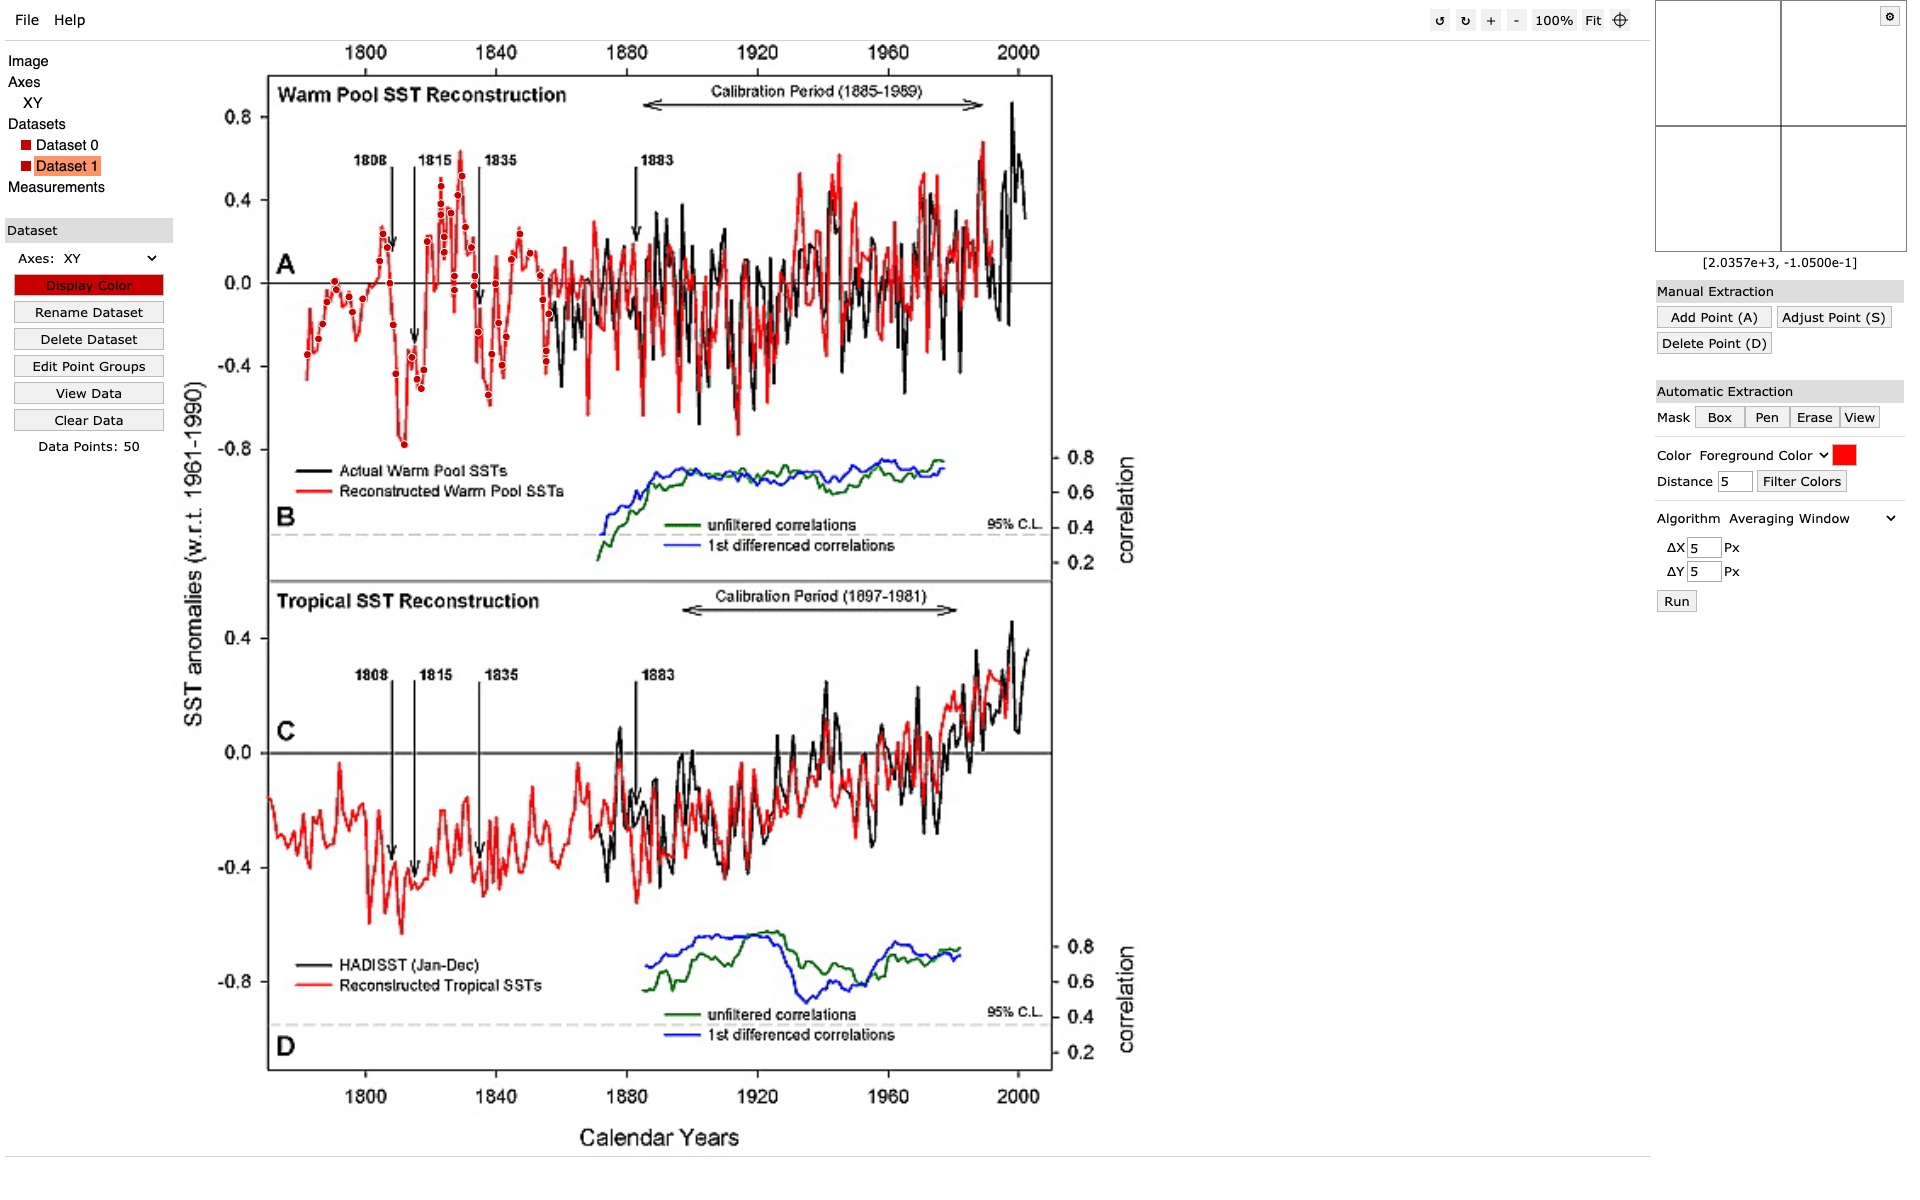 File Help
↺ ↻ + - 100% Fit
Image
Axes
XY
Datasets
Dataset 0
Dataset 1
Measurements
Dataset
Axes: XY
Display Color
Rename Dataset
Delete Dataset
Edit Point Groups
View Data
Clear Data
Data Points: 50
1800 1840 1880 1920 1960 2000
Warm Pool SST Reconstruction
Calibration Period (1885-1989)
0.8
1808 1815 1835 1883
0.4
A
0.0
-0.4
-0.8
Actual Warm Pool SSTs
Reconstructed Warm Pool SSTs
0.8
0.6
0.4
0.2
correlation
B
unfiltered correlations
1st differenced correlations
95% C.L.
SST anomalies (w.r.t. 1961-1990)
Tropical SST Reconstruction
Calibration Period (1897-1981)
0.4
1808 1815 1835 1883
C
0.0
-0.4
-0.8
HADISST (Jan-Dec)
Reconstructed Tropical SSTs
0.8
0.6
0.4
0.2
correlation
unfiltered correlations
1st differenced correlations
95% C.L.
D
1800 1840 1880 1920 1960 2000
Calendar Years
[2.0357e+3, -1.0500e-1]
Manual Extraction
Add Point (A) Adjust Point (S)
Delete Point (D)
Automatic Extraction
Mask Box Pen Erase View
Color Foreground Color
Distance 5 Filter Colors
Algorithm Averaging Window
ΔX 5 Px
ΔY 5 Px
Run